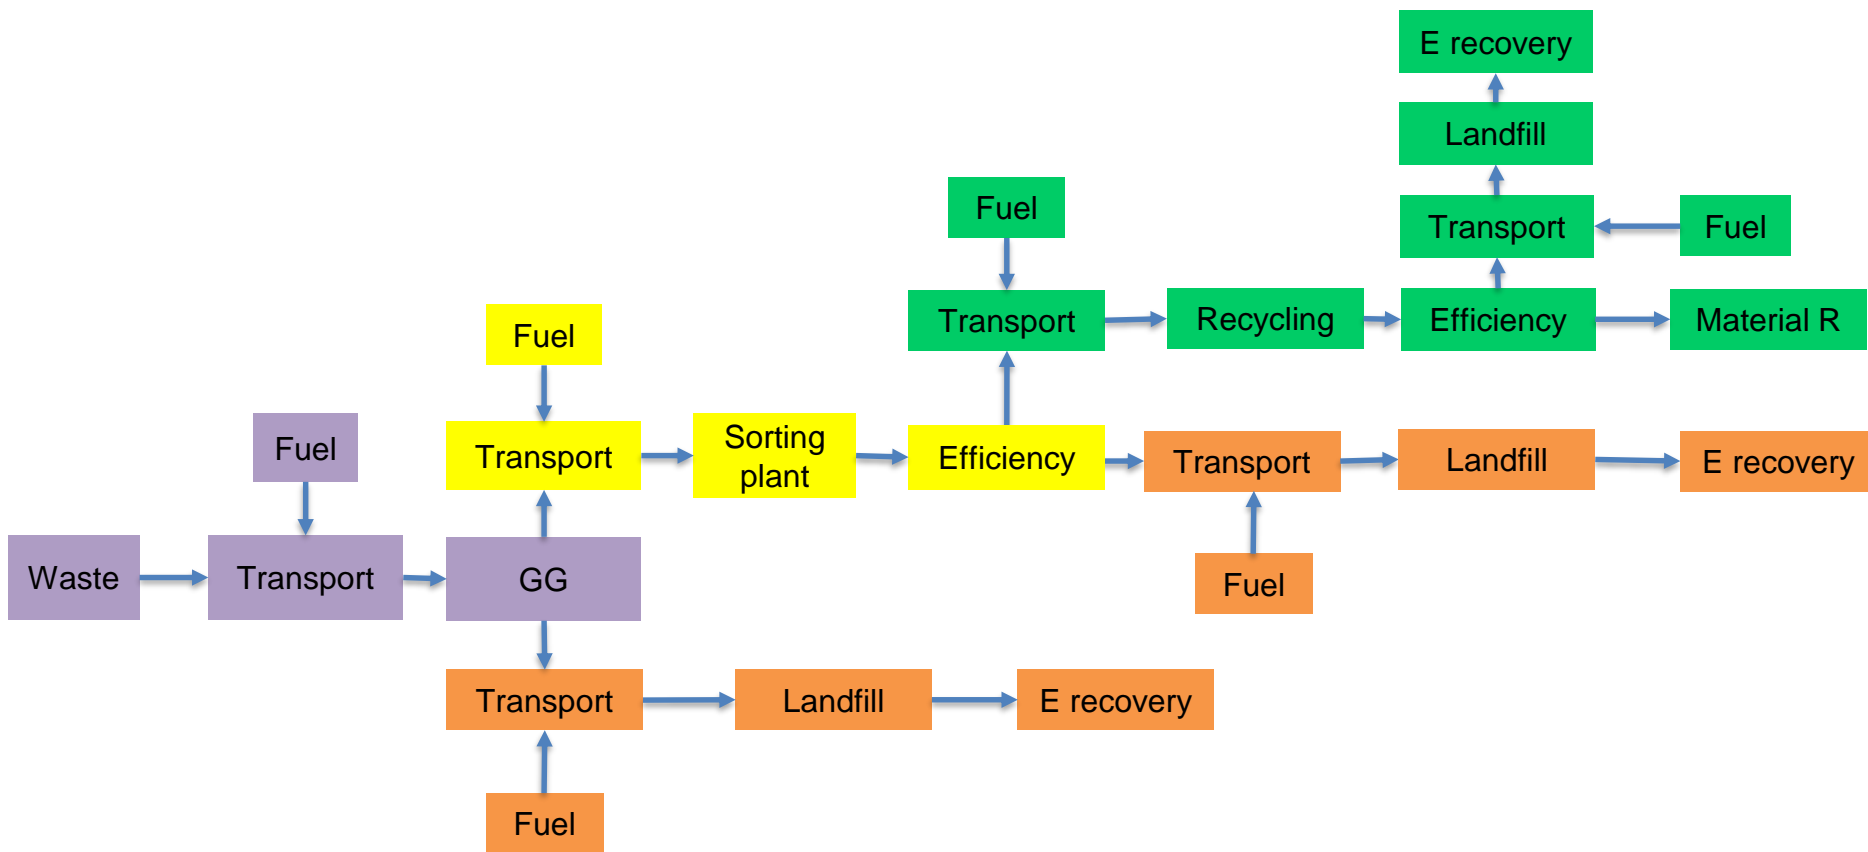 E recovery
Landfill
Fuel
Transport
Fuel
Fuel
Transport
Recycling
Efficiency
Material R
Fuel
Transport
Sorting
plant
Efficiency
Transport
Landfill
E recovery
Waste
Transport
GG
Fuel
Transport
Landfill
E recovery
Fuel